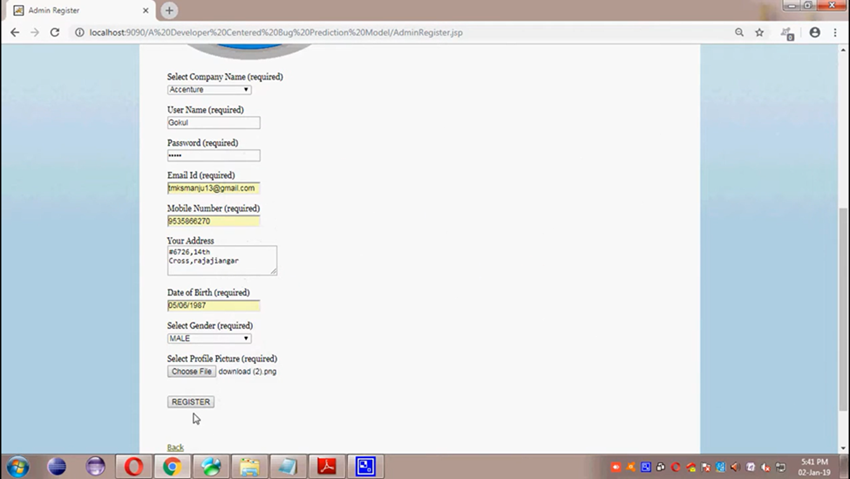 Admin Register
localhost:9090/A%20Developer%20Centered%20Bug%20Prediction%20Model/AdminRegister.jsp
Select Company Name (required)
Accenture
User Name (required)
Gokul
Password (required)
•••••
Email Id (required)
tmksmanju13@gmail.com
Mobile Number (required)
9535866270
Your Address
#6726,14th
Cross,rajajiangar
Date of Birth (required)
05/06/1987
Select Gender (required)
MALE
Select Profile Picture (required)
Choose File download (2).png
REGISTER
Back
5:41 PM
02-Jan-19